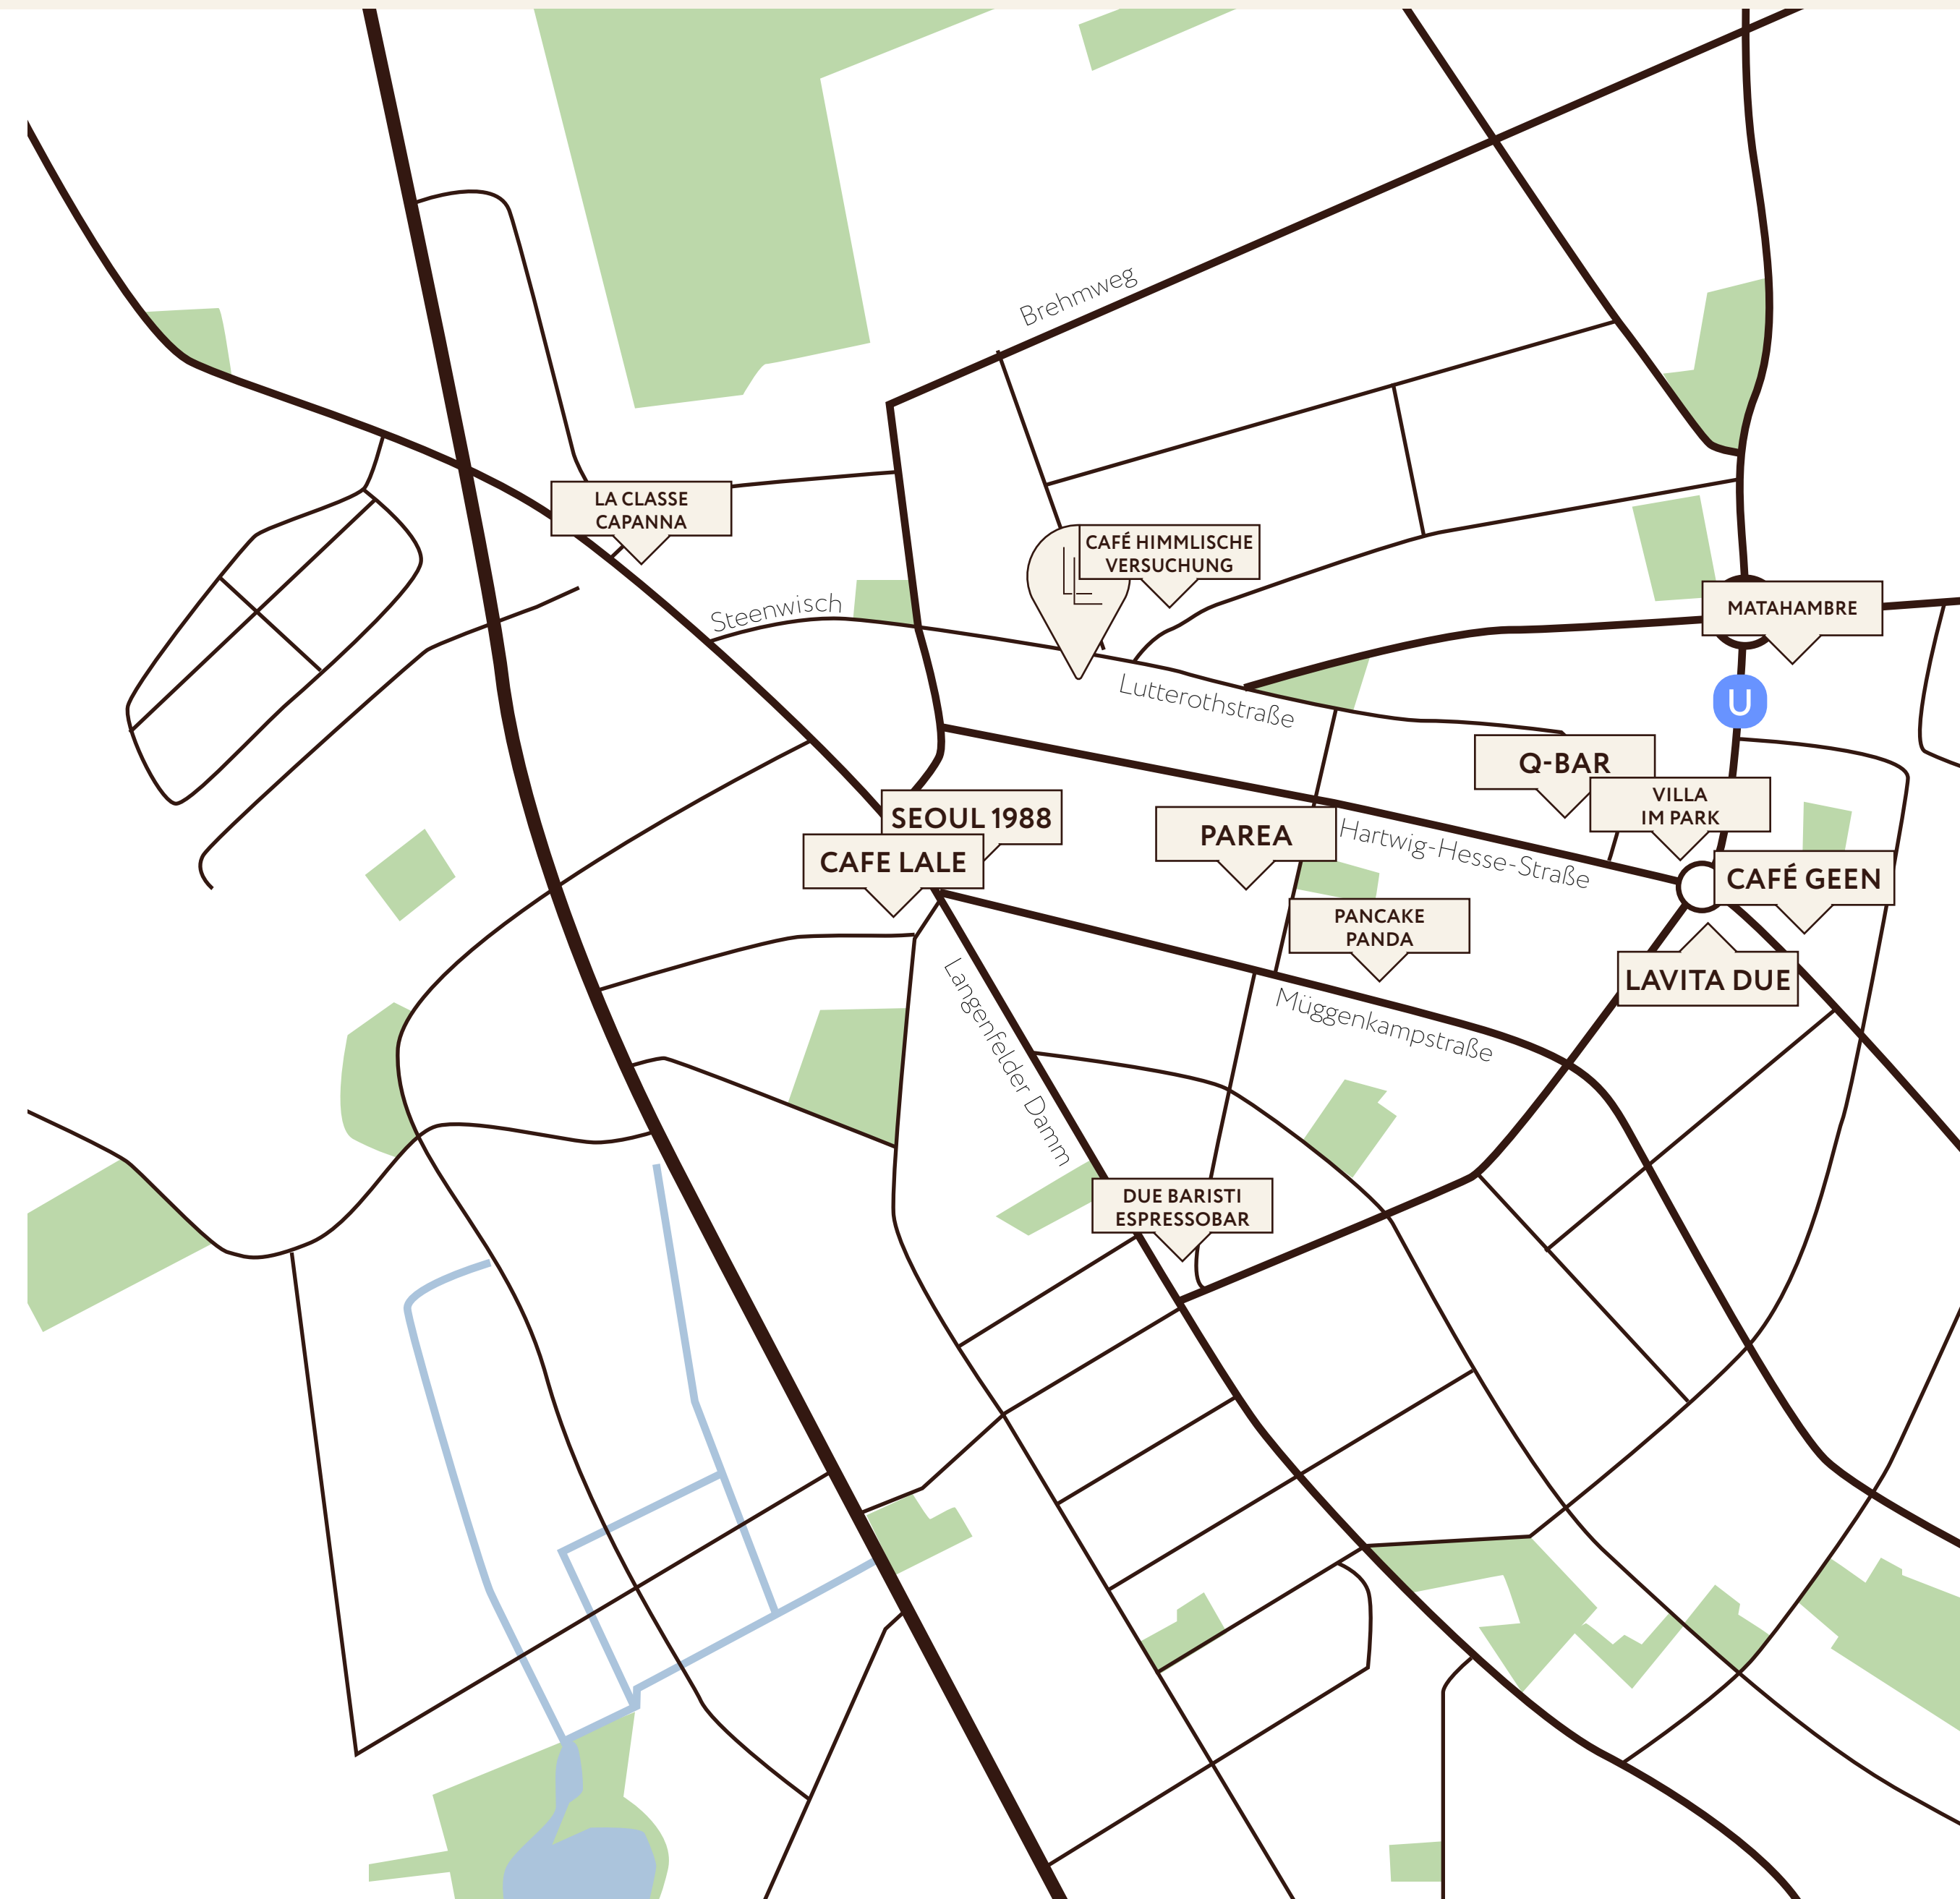 Brehmweg
LA CLASSE
CAPANNA
CAFÉ HIMMLISCHE
VERSUCHUNG
Steenwisch
MATAHAMBRE
Lutterothstraße
U
Q-BAR
VILLA
IM PARK
SEOUL 1988
PAREA
Hartwig-Hesse-Straße
CAFE LALE
CAFÉ GEEN
PANCAKE
PANDA
LAVITA DUE
Langenfelder Damm
Müggenkampstraße
DUE BARISTI
ESPRESSOBAR